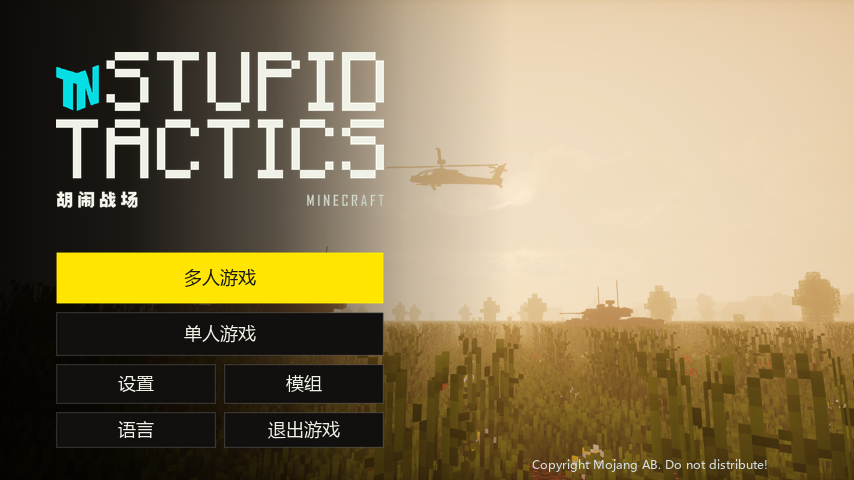 TN STUPID
TACTICS
胡闹战场 MINECRAFT
多人游戏
单人游戏
设置 模组
语言 退出游戏
Copyright Mojang AB. Do not distribute!